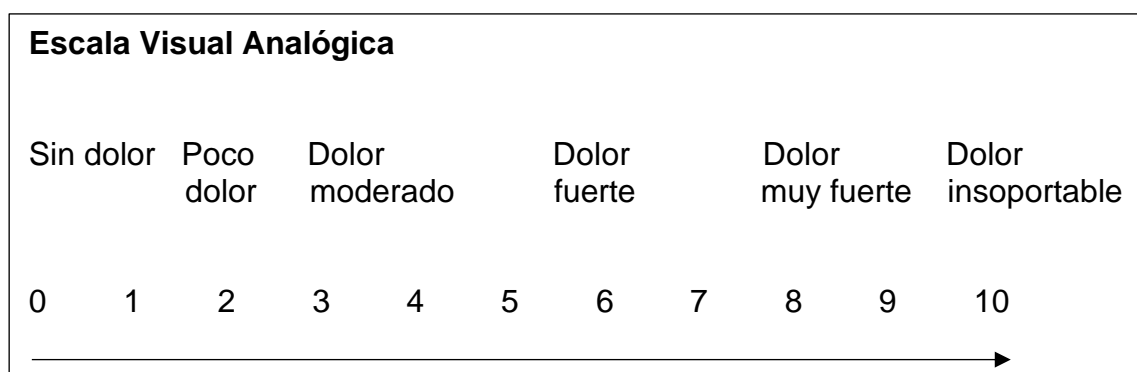 Escala Visual Analógica
Sin dolor Poco dolor Dolor moderado Dolor fuerte Dolor muy fuerte Dolor insoportable
0 1 2 3 4 5 6 7 8 9 10